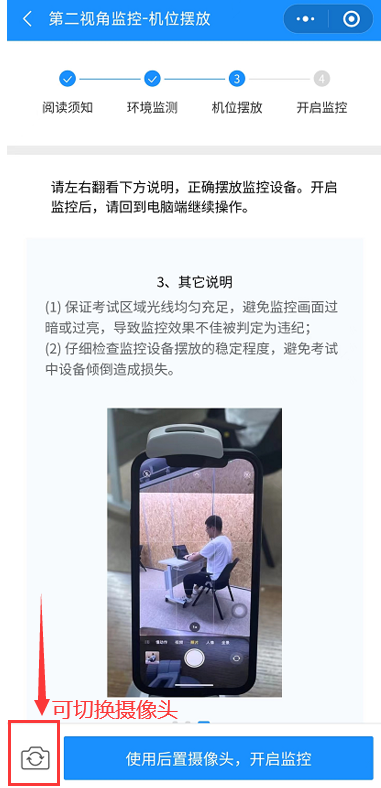 第二视角监控-机位摆放
3
4
阅读须知
环境监测
机位摆放
开启监控
请左右翻看下方说明，正确摆放监控设备。开启
监控后，请回到电脑端继续操作。
3、其它说明
(1) 保证考试区域光线均匀充足，避免监控画面过
暗或过亮，导致监控效果不佳被判定为违纪；
(2) 仔细检查监控设备摆放的稳定程度，避免考试
中设备倾倒造成损失。
可切换摄像头
使用后置摄像头，开启监控